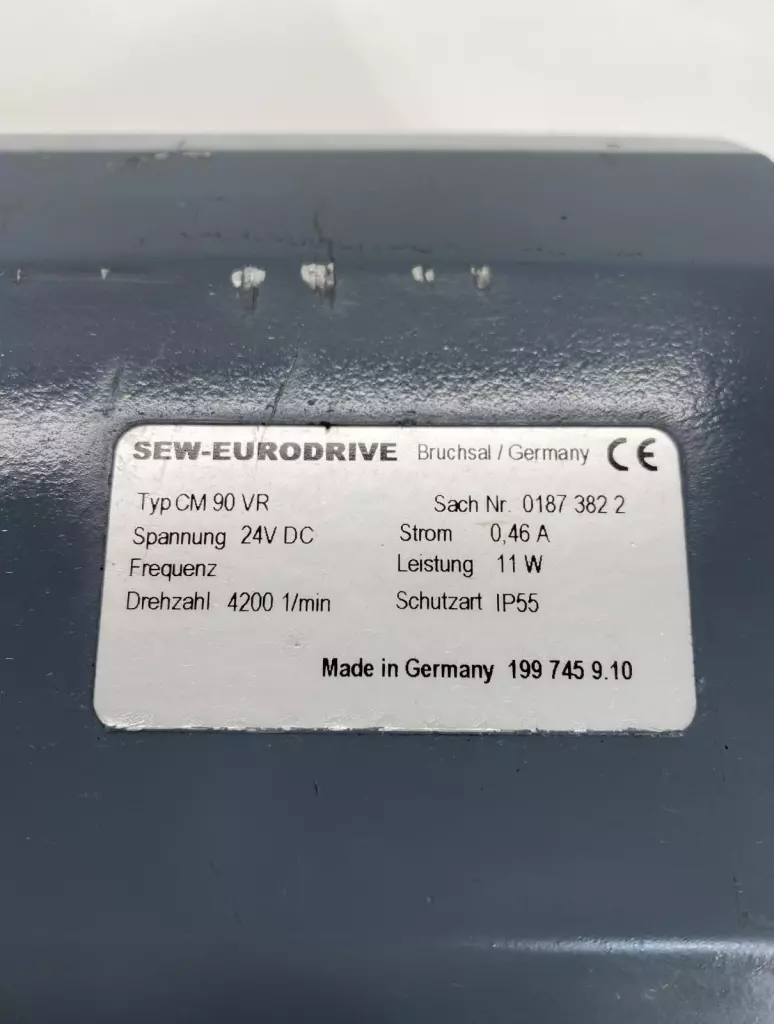 SEW-EURODRIVE Bruchsal / Germany CE
Typ CM 90 VR Sach Nr. 0187 382 2
Spannung 24V DC Strom 0,46 A
Frequenz Leistung 11 W
Drehzahl 4200 1/min Schutzart IP55
Made in Germany 199 745 9.10